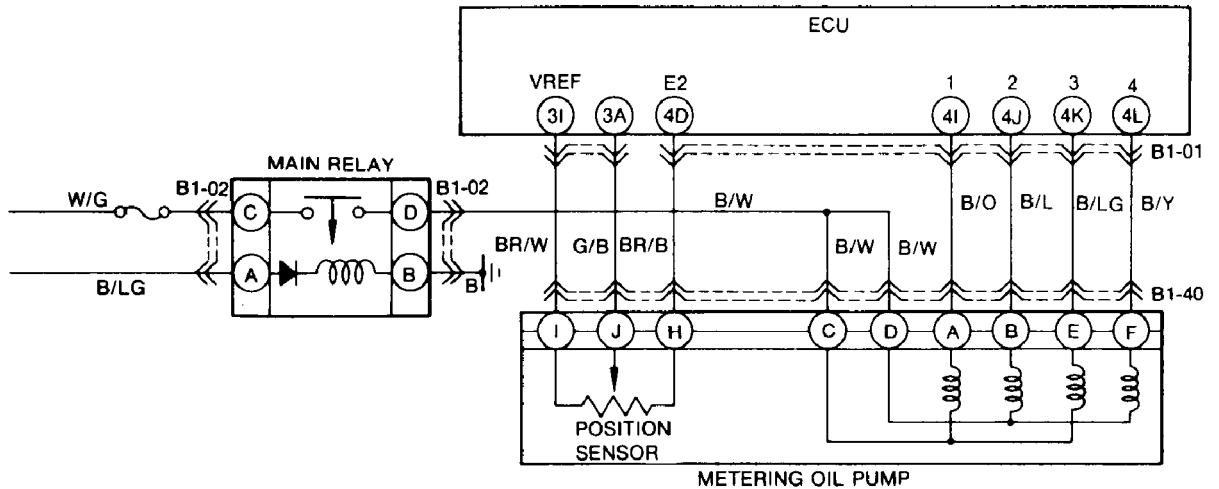 ECU
VREF E2 1 2 3 4
3I 3A 4D 4I 4J 4K 4L
B1-01
MAIN RELAY
W/G B1-02 C D B1-02
B/W
B/O B/L B/LG B/Y
BR/W G/B BR/B B/W B/W
A B
B/LG B
B1-40
I J H C D A B E F
POSITION
SENSOR
METERING OIL PUMP